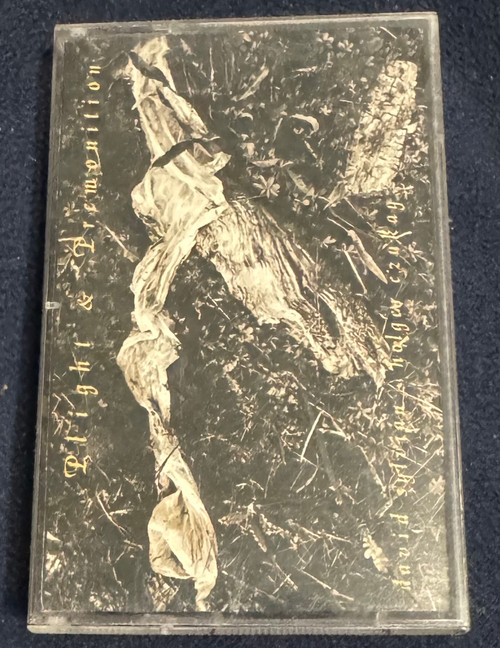 Plight & Premonition
david sylvian holger czukay